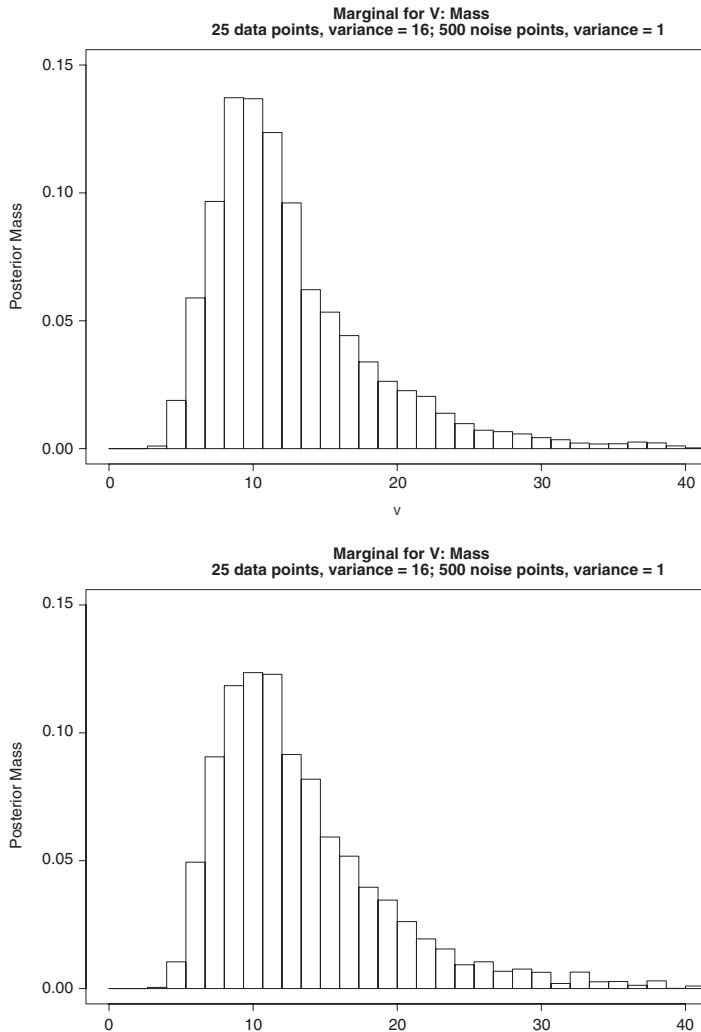 Marginal for V: Mass
25 data points, variance = 16; 500 noise points, variance = 1
0.15
0.10
0.05
0.00
Posterior Mass
0 10 20 30 40
v
Marginal for V: Mass
25 data points, variance = 16; 500 noise points, variance = 1
0.15
0.10
0.05
0.00
Posterior Mass
0 10 20 30 40